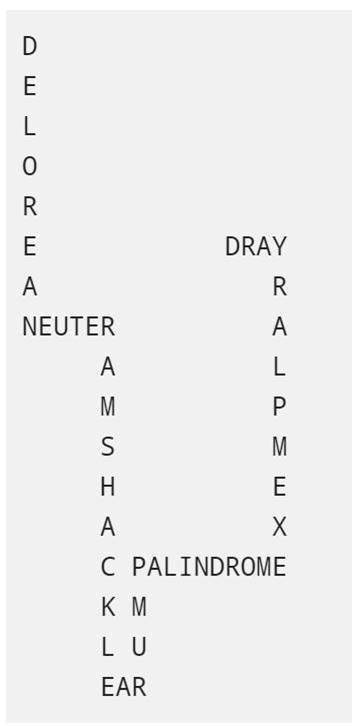 D
E
L
O
R
E            DRAY
A               R
NEUTER          A
     A          L
     M          P
     S          M
     H          E
     A          X
     C PALINDROME
     K M
     L U
     EAR